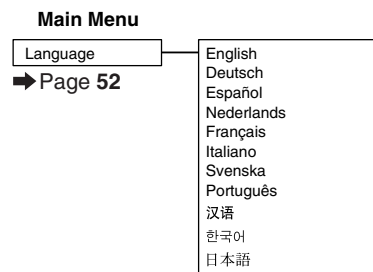 Main Menu
Language
➡Page 52
English
Deutsch
Español
Nederlands
Français
Italiano
Svenska
Português
汉语
한국어
日本語